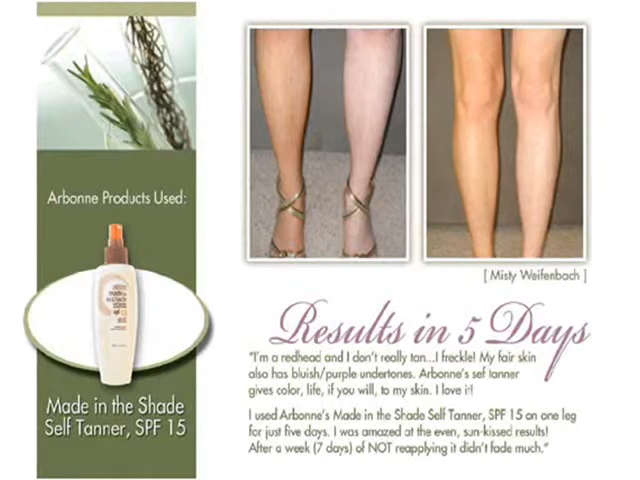 Arbonne Products Used:
Made in the Shade
Self Tanner, SPF 15
[ Misty Weifenbach ]
Results in 5 Days
"I'm a redhead and I don't really tan...I freckle! My fair skin
also has bluish/purple undertones. Arbonne's sef tanner
gives color, life, if you will, to my skin. I love it!
I used Arbonne's Made in the Shade Self Tanner, SPF 15 on one leg
for just five days. I was amazed at the even, sun-kissed results!
After a week (7 days) of NOT reapplying it didn't fade much."